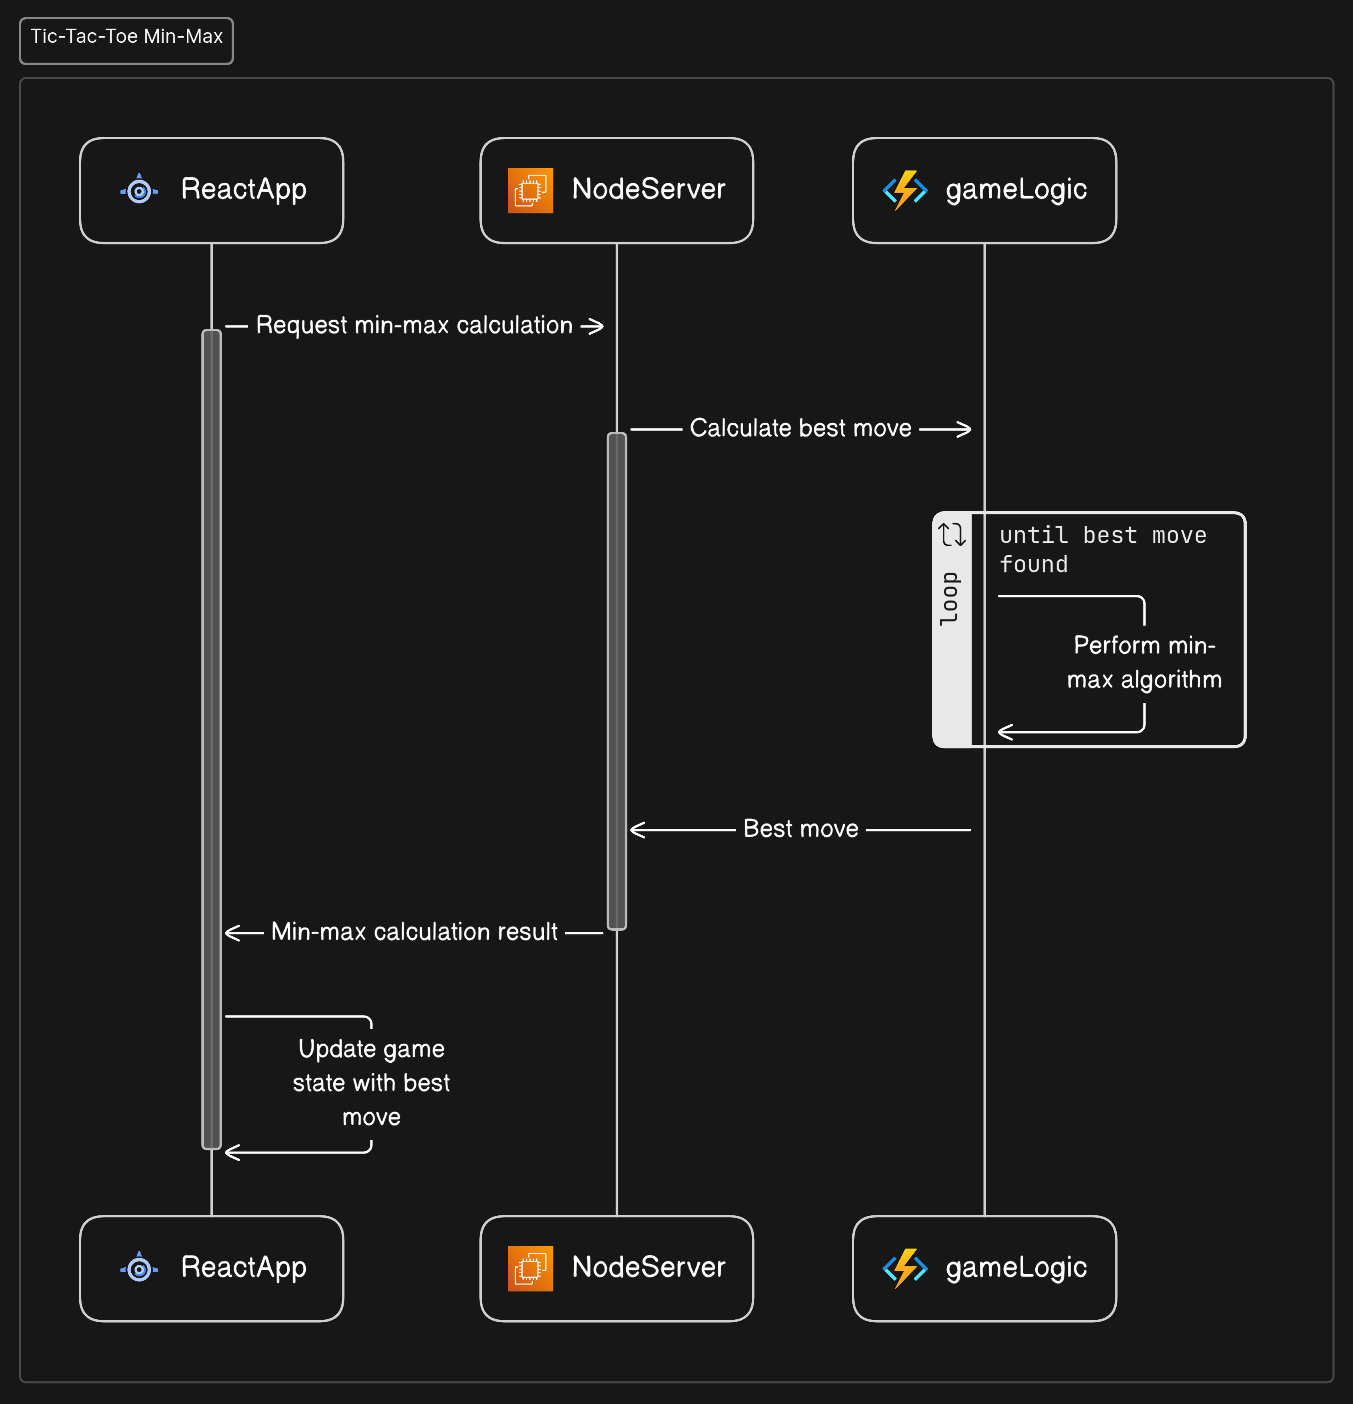 Tic-Tac-Toe Min-Max
ReactApp
NodeServer
gameLogic
Request min-max calculation
Calculate best move
loop
until best move
found
Perform min-
max algorithm
Best move
Min-max calculation result
Update game
state with best
move
ReactApp
NodeServer
gameLogic